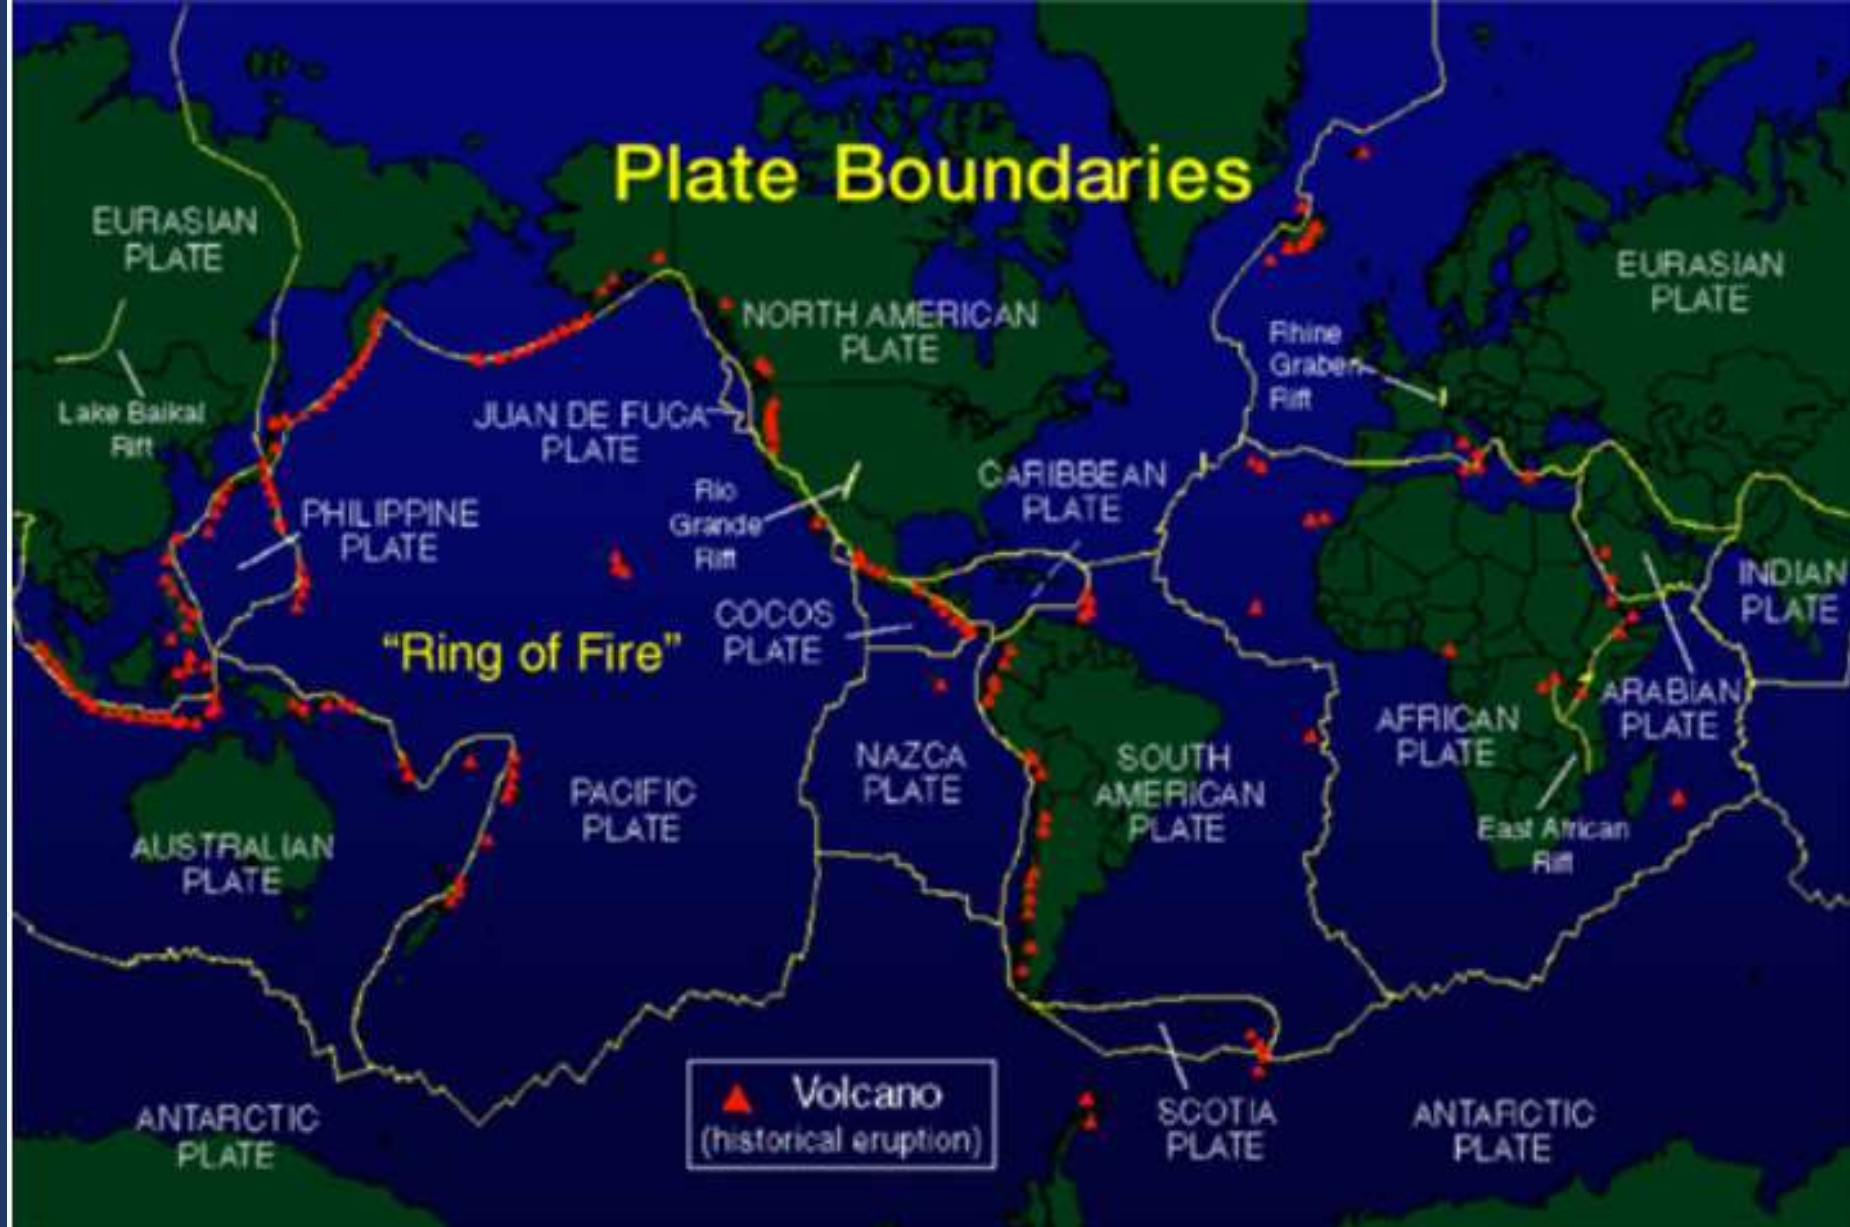 Plate Boundaries
EURASIAN
PLATE
EURASIAN
PLATE
NORTH AMERICAN
PLATE
Rhine
Graben
Rift
Lake Baikal
Rift
JUAN DE FUCA
PLATE
CARIBBEAN
PLATE
Rio
Grande
Rift
PHILIPPINE
PLATE
INDIAN
PLATE
COCOS
PLATE
“Ring of Fire”
ARABIAN
PLATE
AFRICAN
PLATE
NAZCA
PLATE
SOUTH
AMERICAN
PLATE
PACIFIC
PLATE
AUSTRALIAN
PLATE
East African
Rift
Volcano
(historical eruption)
SCOTIA
PLATE
ANTARCTIC
PLATE
ANTARCTIC
PLATE